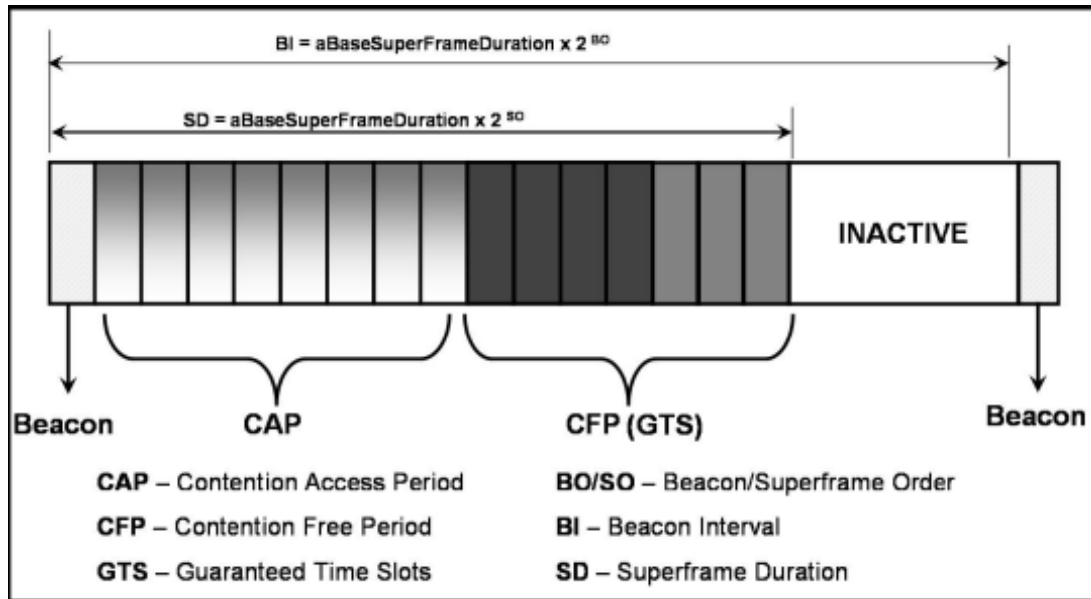 BI = aBaseSuperFrameDuration x 2 BO
SD = aBaseSuperFrameDuration x 2 SO
INACTIVE
Beacon
CAP
CFP (GTS)
Beacon
CAP – Contention Access Period
BO/SO – Beacon/Superframe Order
CFP – Contention Free Period
BI – Beacon Interval
GTS – Guaranteed Time Slots
SD – Superframe Duration